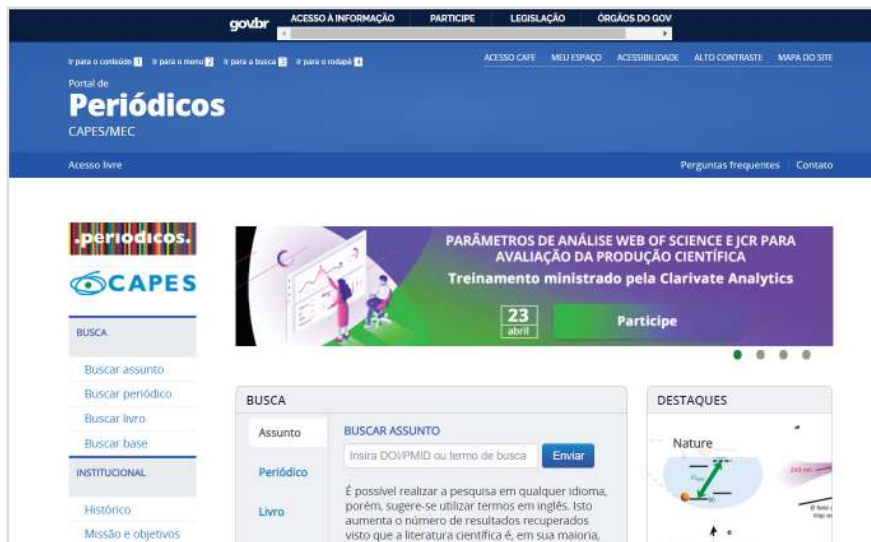 govbr ACESSO À INFORMAÇÃO PARTICIPE LEGISLAÇÃO ÓRGÃOS DO GOV
Ir para o conteúdo 1 Ir para o menu 2 Ir para a busca 3 Ir para o rodapé 4
ACESSO CAFE MEU ESPAÇO ACESSIBILIDADE ALTO CONTRASTE MAPA DO SITE
Portal de
Periódicos
CAPES/MEC
Acesso livre Perguntas frequentes Contato
.periodicos.
CAPES
BUSCA
Buscar assunto
Buscar periódico
Buscar livro
Buscar base
INSTITUCIONAL
Histórico
Missão e objetivos
PARÂMETROS DE ANÁLISE WEB OF SCIENCE E JCR PARA
AVALIAÇÃO DA PRODUÇÃO CIENTÍFICA
Treinamento ministrado pela Clarivate Analytics
23
abril
Participe
BUSCA
Assunto
Periódico
Livro
BUSCAR ASSUNTO
Insira DOI/PMID ou termo de busca Enviar
É possível realizar a pesquisa em qualquer idioma,
porém, sugere-se utilizar termos em inglês. Isto
aumenta o número de resultados recuperados
visto que a literatura científica é, em sua maioria,
DESTAQUES
Nature